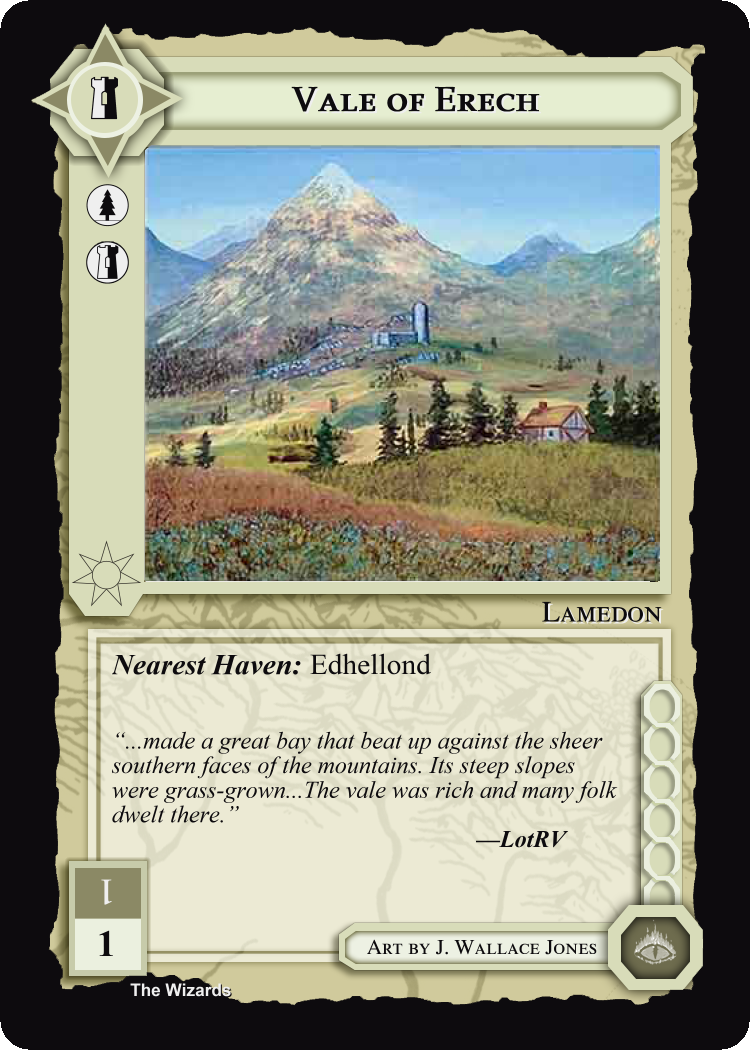 Vale of Erech
Lamedon
Nearest Haven: Edhellond
“...made a great bay that beat up against the sheer
southern faces of the mountains. Its steep slopes
were grass-grown...The vale was rich and many folk
dwelt there.”
—LotRV
1
1
Art by J. Wallace Jones
The Wizards